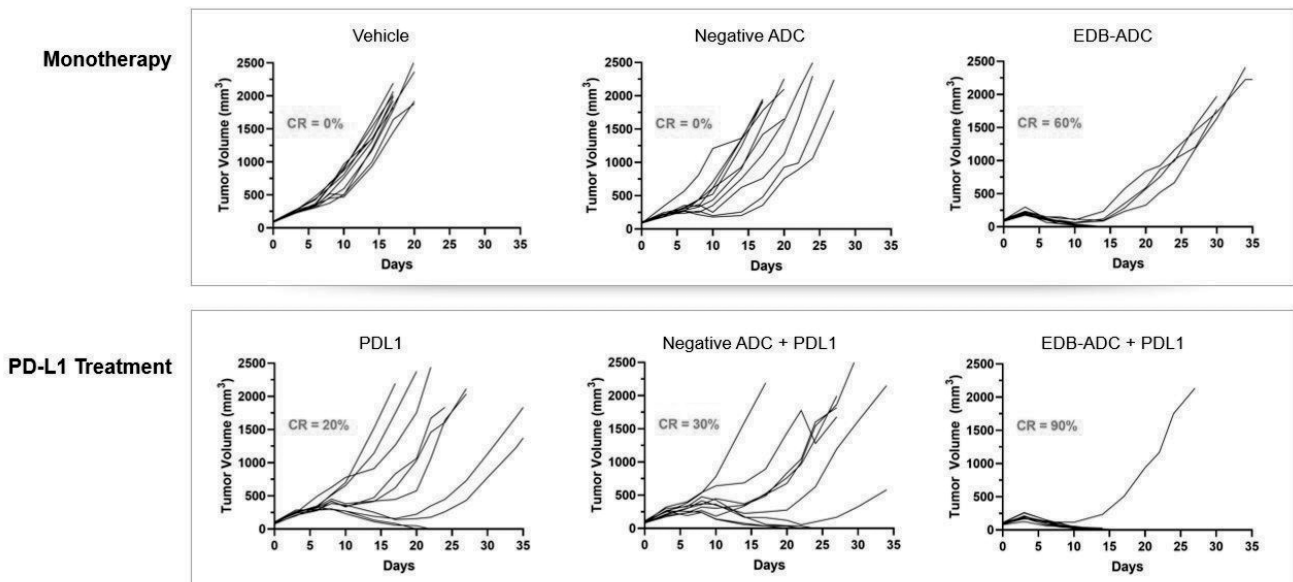 Monotherapy
Vehicle
Tumor Volume (mm³)
2500
2000
1500
1000
500
0
CR = 0%
0 5 10 15 20 25 30 35
Days
Negative ADC
Tumor Volume (mm³)
2500
2000
1500
1000
500
0
CR = 0%
0 5 10 15 20 25 30 35
Days
EDB-ADC
Tumor Volume (mm³)
2500
2000
1500
1000
500
0
CR = 60%
0 5 10 15 20 25 30 35
Days
PD-L1 Treatment
PDL1
Tumor Volume (mm³)
2500
2000
1500
1000
500
0
CR = 20%
0 5 10 15 20 25 30 35
Days
Negative ADC + PDL1
Tumor Volume (mm³)
2500
2000
1500
1000
500
0
CR = 30%
0 5 10 15 20 25 30 35
Days
EDB-ADC + PDL1
Tumor Volume (mm³)
2500
2000
1500
1000
500
0
CR = 90%
0 5 10 15 20 25 30 35
Days